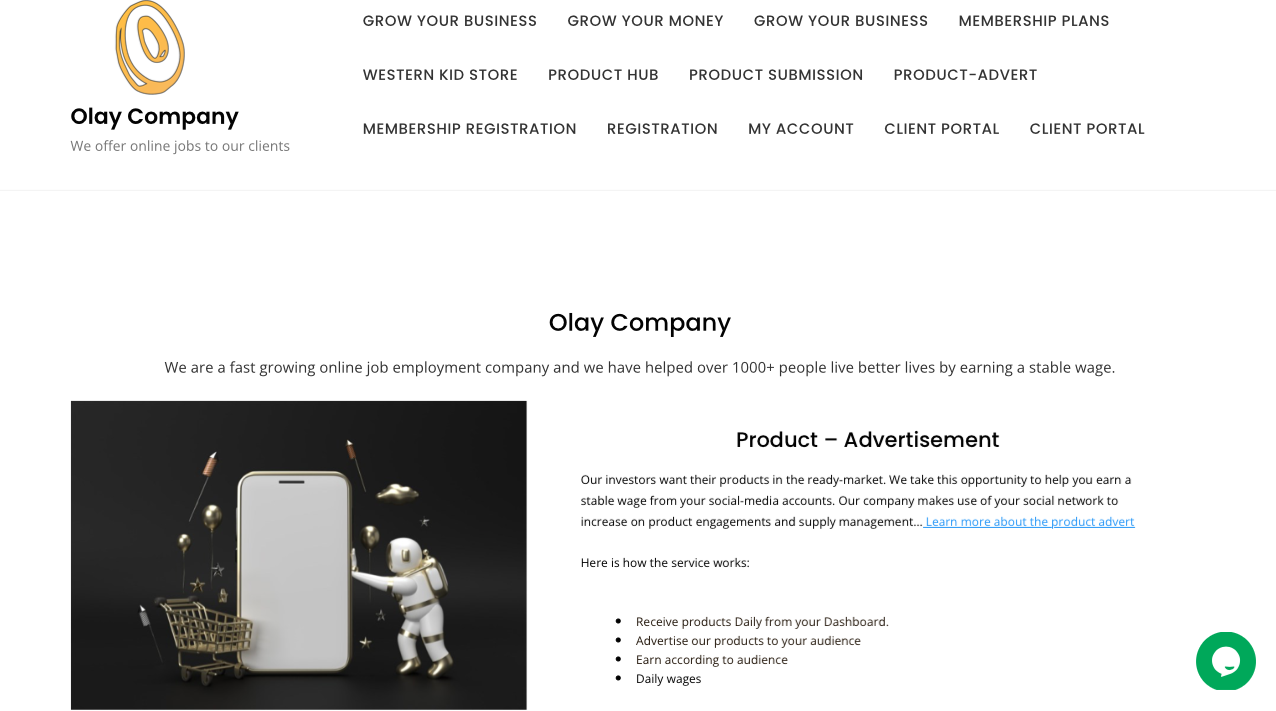 GROW YOUR BUSINESS GROW YOUR MONEY GROW YOUR BUSINESS MEMBERSHIP PLANS
WESTERN KID STORE PRODUCT HUB PRODUCT SUBMISSION PRODUCT-ADVERT
MEMBERSHIP REGISTRATION REGISTRATION MY ACCOUNT CLIENT PORTAL CLIENT PORTAL
Olay Company
We offer online jobs to our clients
Olay Company
We are a fast growing online job employment company and we have helped over 1000+ people live better lives by earning a stable wage.
Product – Advertisement
Our investors want their products in the ready-market. We take this opportunity to help you earn a
stable wage from your social-media accounts. Our company makes use of your social network to
increase on product engagements and supply management... Learn more about the product advert
Here is how the service works:
Receive products Daily from your Dashboard.
Advertise our products to your audience
Earn according to audience
Daily wages